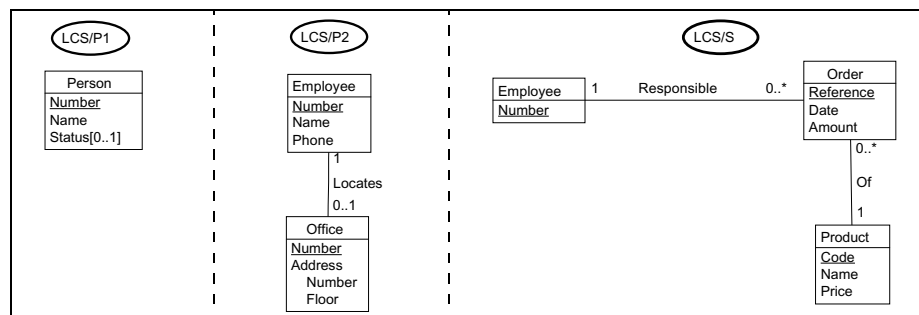 LCS/P1
Person
Number
Name
Status[0..1]
LCS/P2
Employee
Number
Name
Phone
1
Locates
0..1
Office
Number
Address
Number
Floor
LCS/S
Employee
Number
1 Responsible 0..*
Order
Reference
Date
Amount
0..*
Of
1
Product
Code
Name
Price